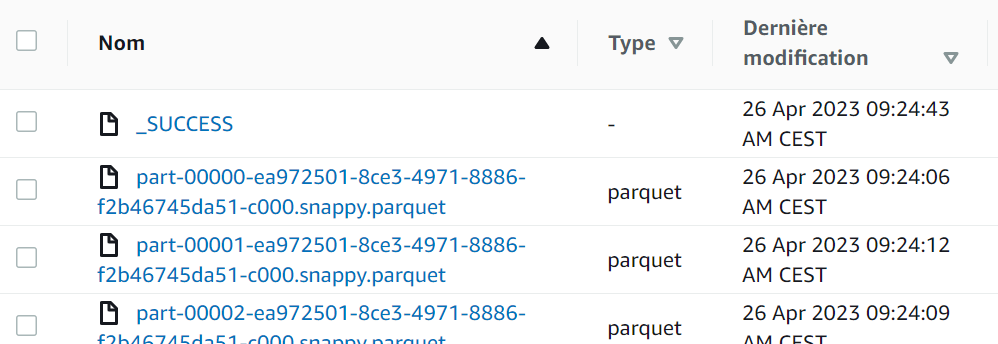 Nom
Type
Dernière
modification
_SUCCESS
-
26 Apr 2023 09:24:43
AM CEST
part-00000-ea972501-8ce3-4971-8886-
f2b46745da51-c000.snappy.parquet
parquet
26 Apr 2023 09:24:06
AM CEST
part-00001-ea972501-8ce3-4971-8886-
f2b46745da51-c000.snappy.parquet
parquet
26 Apr 2023 09:24:12
AM CEST
part-00002-ea972501-8ce3-4971-8886-
f2b46745da51-c000.snappy.parquet
parquet
26 Apr 2023 09:24:09
AM CEST